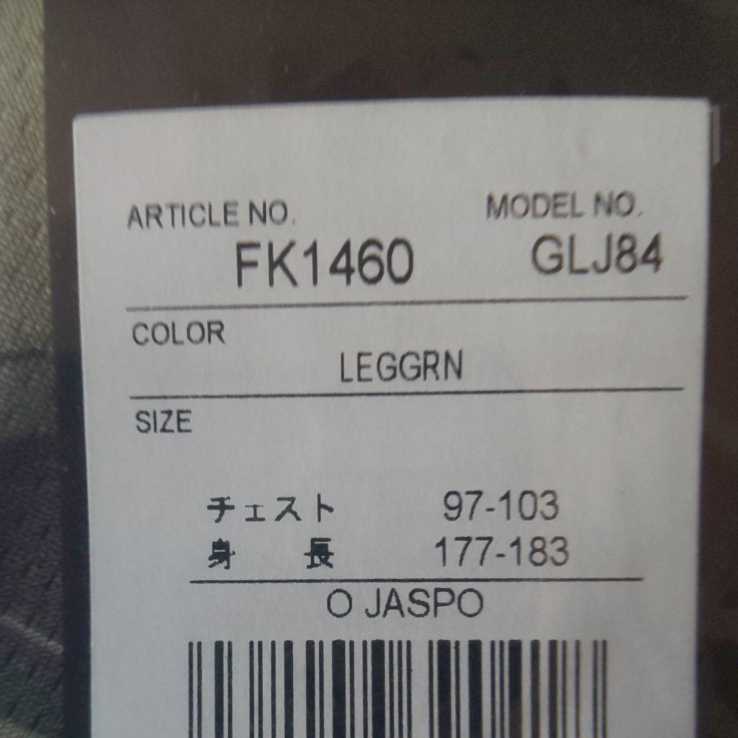 ARTICLE NO. MODEL NO.
FK1460 GLJ84
COLOR
LEGGRN
SIZE
チェスト 97-103
身長 177-183
O JASPO